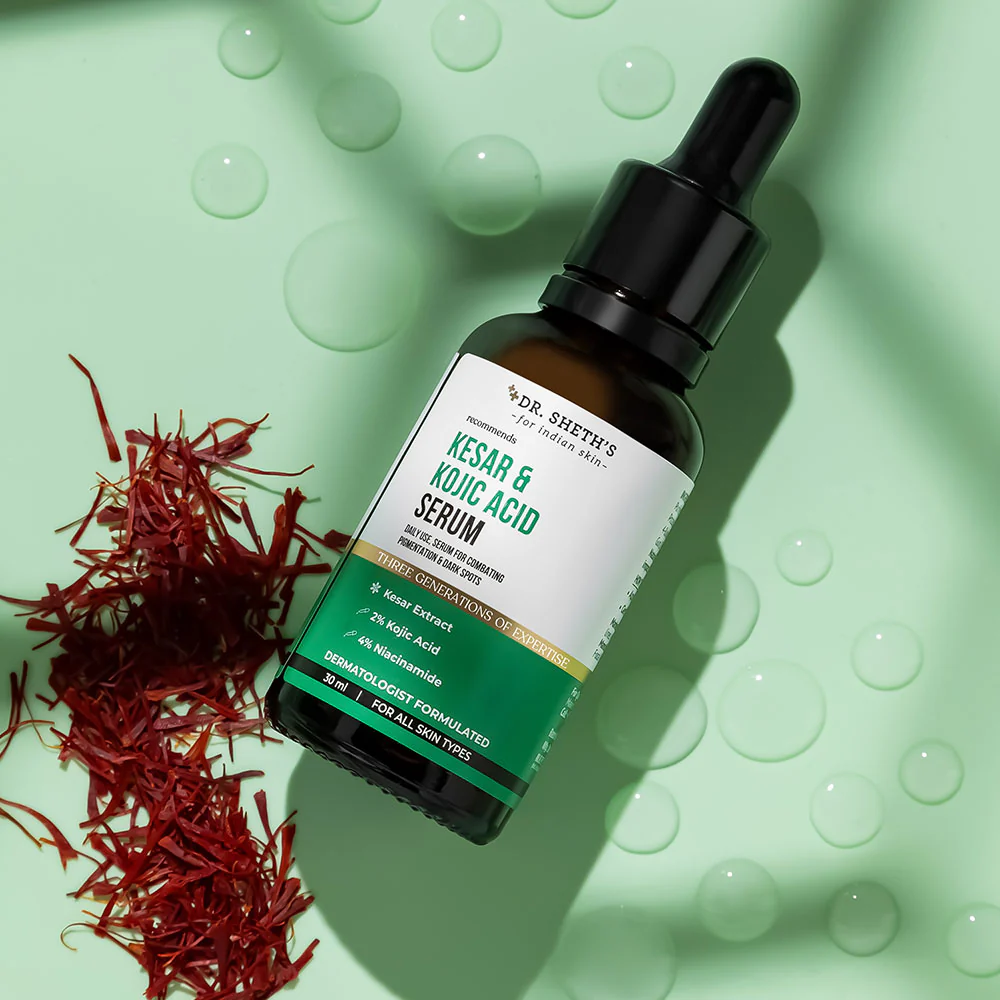 DR. SHETH'S
-for indian skin-
recommends
KESAR &
KOJIC ACID
SERUM
DAILY USE, SERUM FOR COMBATING
PIGMENTATION & DARK SPOTS
THREE GENERATIONS OF EXPERTISE
Kesar Extract
2% Kojic Acid
4% Niacinamide
DERMATOLOGIST FORMULATED
30 ml | FOR ALL SKIN TYPES